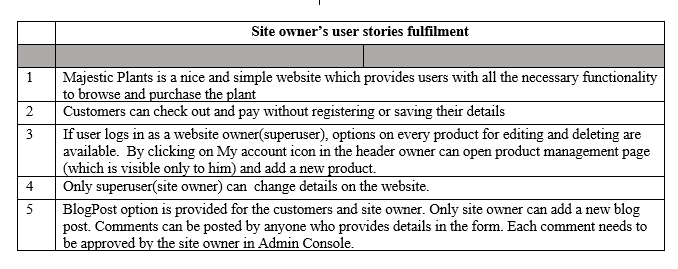 Site owner’s user stories fulfilment
1 Majestic Plants is a nice and simple website which provides users with all the necessary functionality
to browse and purchase the plant
2 Customers can check out and pay without registering or saving their details
3 If user logs in as a website owner(superuser), options on every product for editing and deleting are
available. By clicking on My account icon in the header owner can open product management page
(which is visible only to him) and add a new product.
4 Only superuser(site owner) can change details on the website.
5 BlogPost option is provided for the customers and site owner. Only site owner can add a new blog
post. Comments can be posted by anyone who provides details in the form. Each comment needs to
be approved by the site owner in Admin Console.